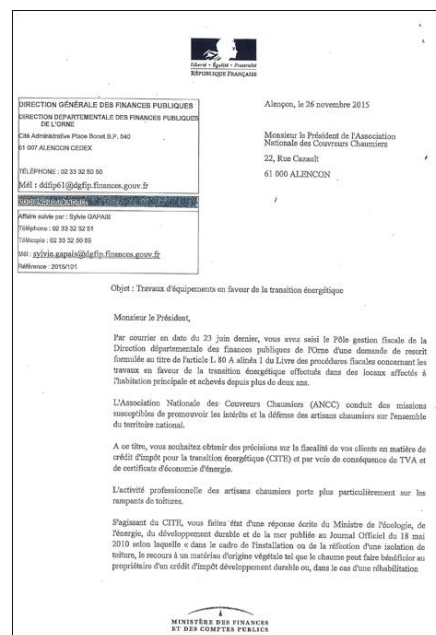 Liberté • Égalité • Fraternité
RÉPUBLIQUE FRANÇAISE
DIRECTION GÉNÉRALE DES FINANCES PUBLIQUES
DIRECTION DEPARTEMENTALE DES FINANCES PUBLIQUES
DE L'ORNE
Cité Administrative Place Bonet B.P. 540
61 007 ALENCON CEDEX
TÉLÉPHONE : 02 33 32 50 50
Mél : ddfip61@dgfip.finances.gouv.fr
Affaire suivie par : Sylvie GAPAIS
Téléphone : 02 33 32 52 51
Télécopie : 02 33 32 50 69
Mél : sylvie.gapais@dgfip.finances.gouv.fr
Référence : 2015/101
Alençon, le 26 novembre 2015
Monsieur le Président de l'Association
Nationale des Couvreurs Chaumiers
22, Rue Cazault
61 000 ALENCON
Objet : Travaux d'équipements en faveur de la transition énergétique
Monsieur le Président,
Par courrier en date du 23 juin dernier, vous avez saisi le Pôle gestion fiscale de la
Direction départementale des finances publiques de l'Orne d'une demande de rescrit
formulée au titre de l'article L 80 A alinéa 1 du Livre des procédures fiscales concernant les
travaux en faveur de la transition énergétique effectués dans des locaux affectés à
l'habitation principale et achevés depuis plus de deux ans.
L'Association Nationale des Couvreurs Chaumiers (ANCC) conduit des missions
susceptibles de promouvoir les intérêts et la défense des artisans chaumiers sur l'ensemble
du territoire national.
A ce titre, vous souhaitez obtenir des précisions sur la fiscalité de vos clients en matière de
crédit d'impôt pour la transition énergétique (CITE) et par voie de conséquence de TVA et
de certificats d'économie d'énergie.
L'activité professionnelle des artisans chaumiers porte plus particulièrement sur les
rampants de toitures.
S'agissant du CITE, vous faites état d'une réponse écrite du Ministre de l'écologie, de
l'énergie, du développement durable et de la mer publiée au Journal Officiel du 18 mai
2010 selon laquelle « dans le cadre de l'installation ou de la réfection d'une isolation de
toiture, le recours à un matériau d'origine végétale tel que le chaume peut faire bénéficier au
propriétaire d'un crédit d'impôt développement durable ou, dans le cas d'une réhabilitation
MINISTÈRE DES FINANCES
ET DES COMPTES PUBLICS